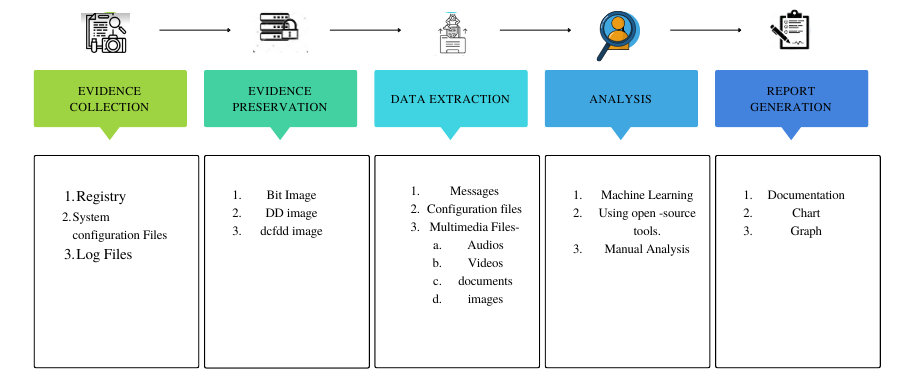 EVIDENCE
COLLECTION
EVIDENCE
PRESERVATION
DATA EXTRACTION
ANALYSIS
REPORT
GENERATION
1.Registry
2.System
configuration Files
3.Log Files
1. Bit Image
2. DD image
3. dcfdd image
1. Messages
2. Configuration files
3. Multimedia Files-
a. Audios
b. Videos
c. documents
d. images
1. Machine Learning
2. Using open -source
tools.
3. Manual Analysis
1. Documentation
2. Chart
3. Graph